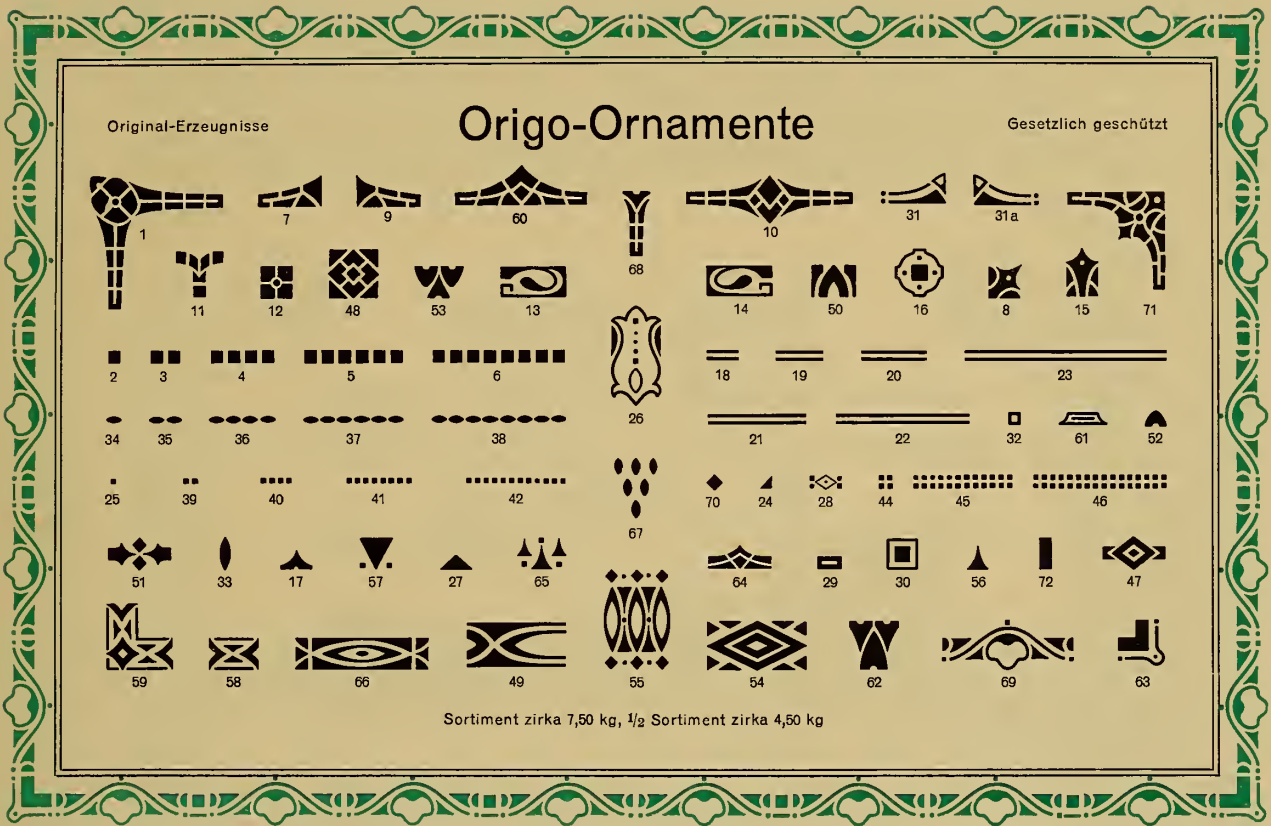 Original-Erzeugnisse Origo-Ornamente Gesetzlich geschützt
1 7 9 60 68 10 31 31a 71
11 12 48 53 13 14 50 16 8 15
2 3 4 5 6 26 18 19 20 23
34 35 36 37 38 21 22 32 61 52
25 39 40 41 42 67 70 24 28 44 45 46
51 33 17 57 27 65 64 29 30 56 72 47
59 58 66 49 55 54 62 69 63
Sortiment zirka 7,50 kg, 1/2 Sortiment zirka 4,50 kg